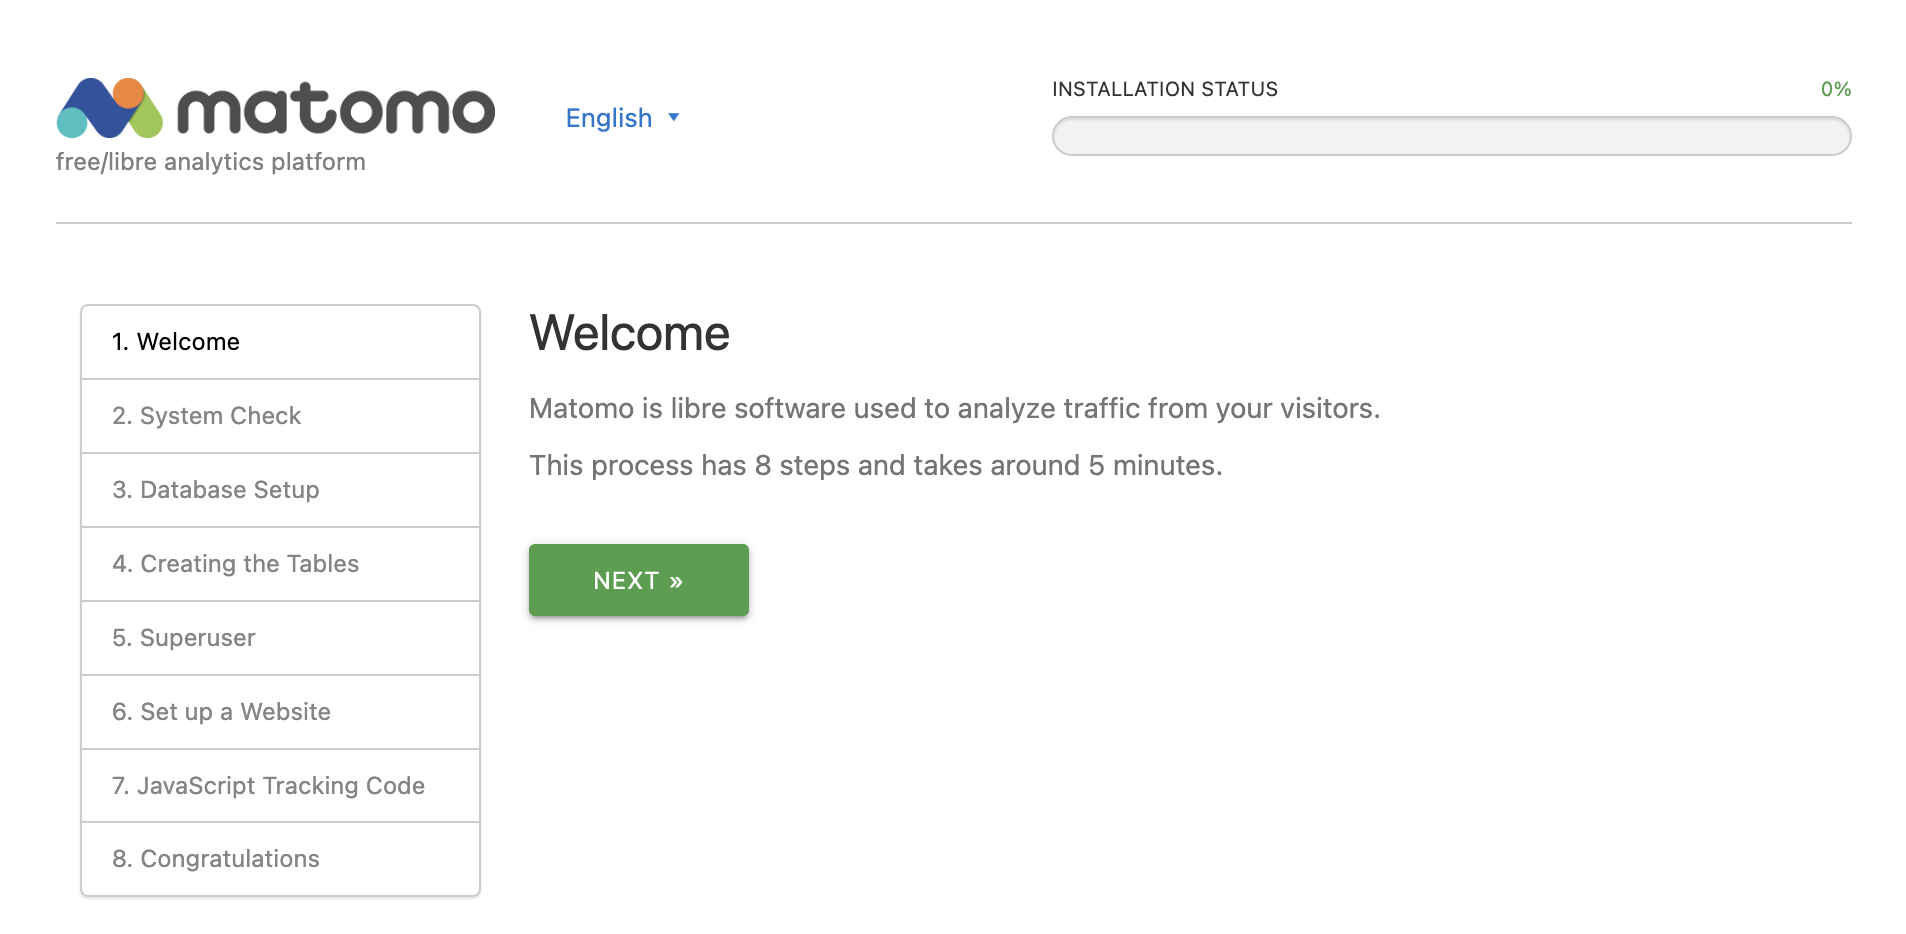 matomo
free/libre analytics platform
English
INSTALLATION STATUS
0%
1. Welcome
2. System Check
3. Database Setup
4. Creating the Tables
5. Superuser
6. Set up a Website
7. JavaScript Tracking Code
8. Congratulations
Welcome
Matomo is libre software used to analyze traffic from your visitors.
This process has 8 steps and takes around 5 minutes.
NEXT »